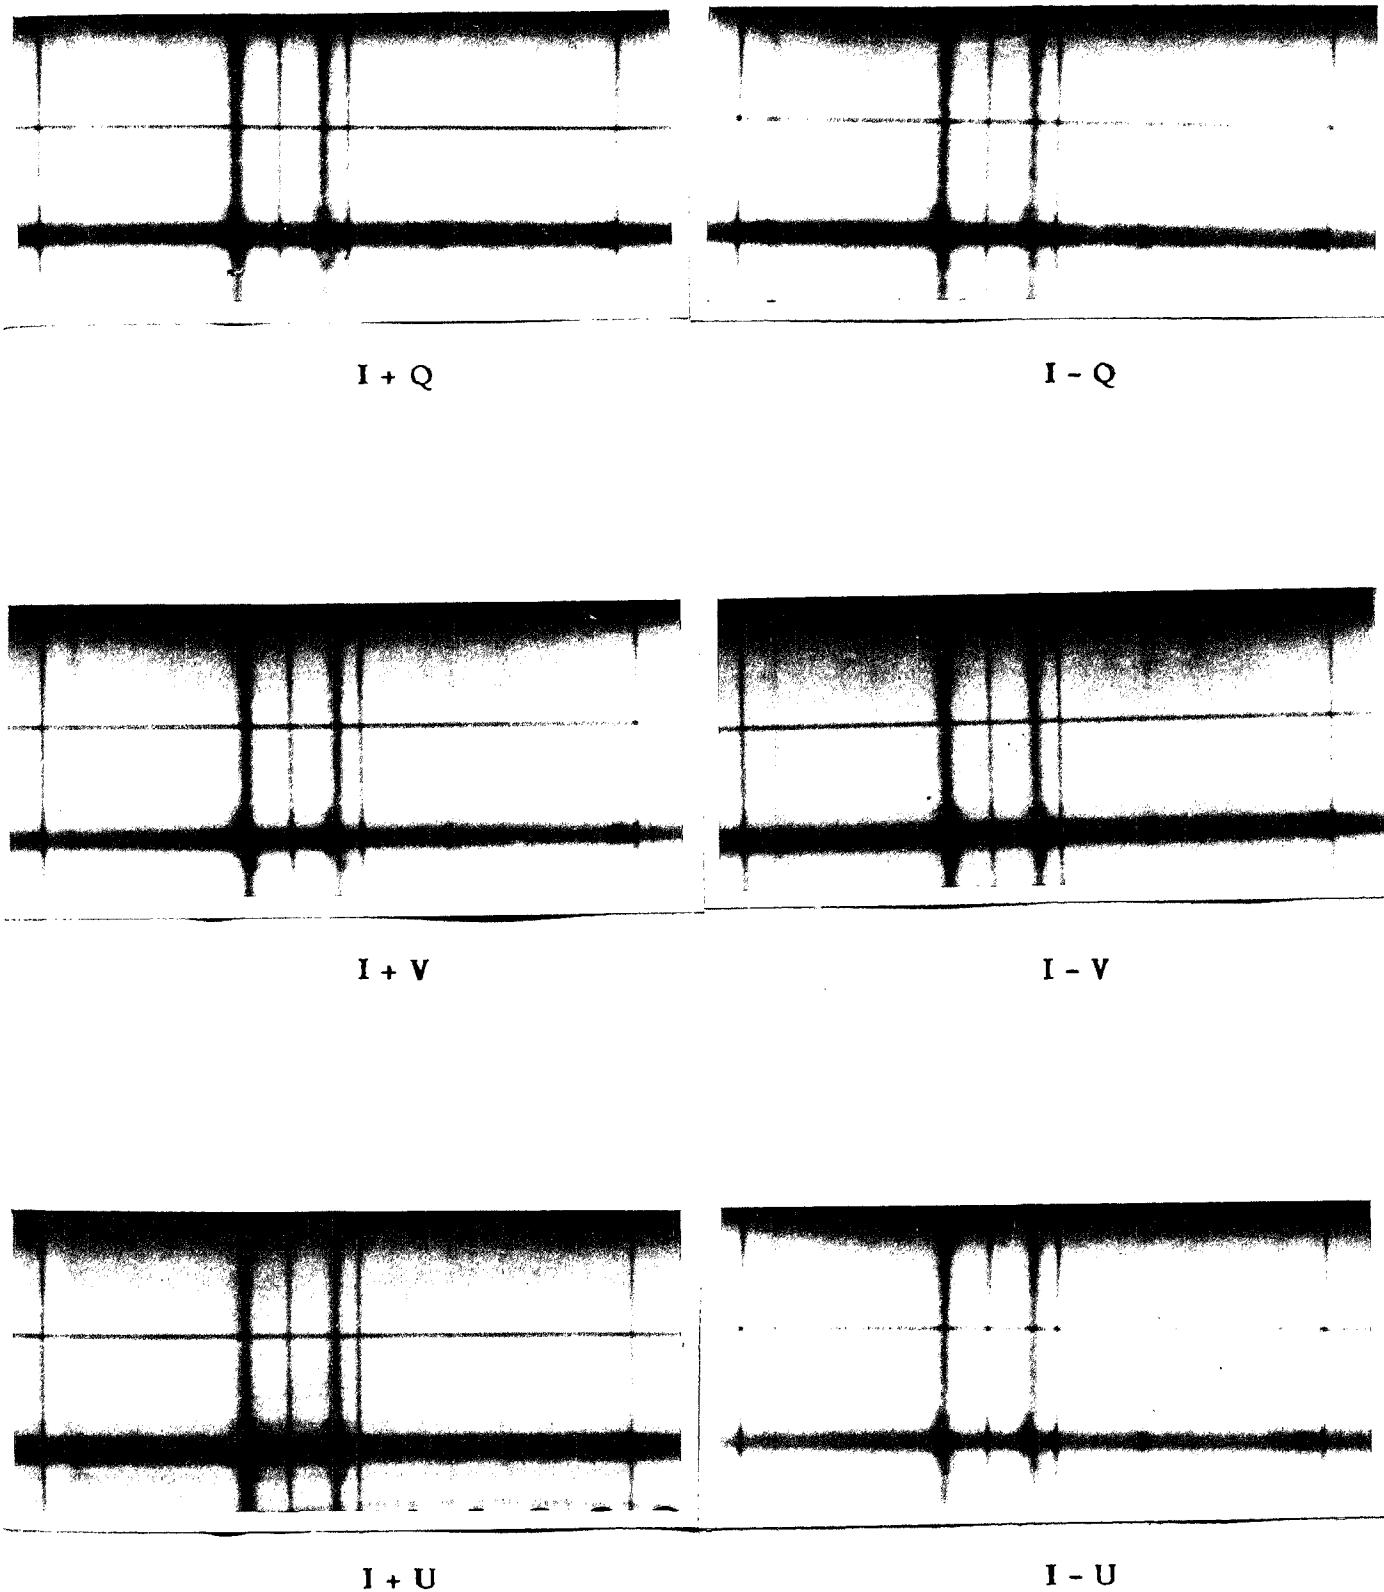 I + Q
I - Q
I + V
I - V
I + U
I - U